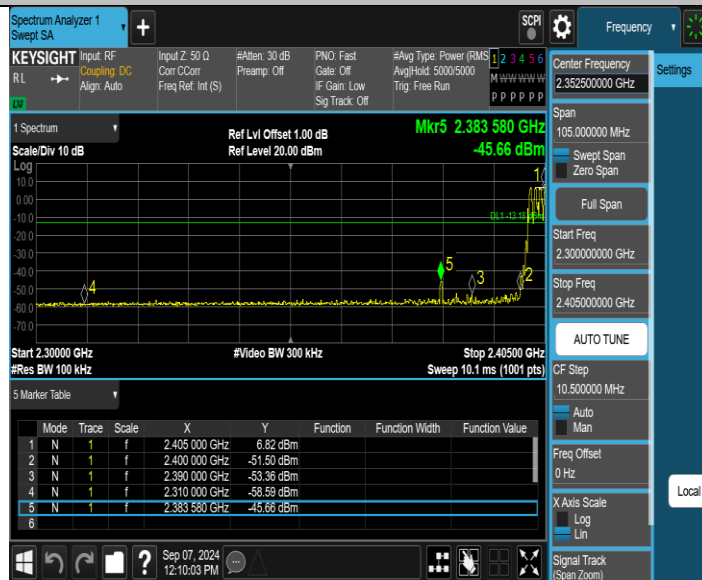 Spectrum Analyzer 1
Swept SA
+
SCPI
Frequency
KEYSIGHT
RL
LXI
Input: RF
Coupling: DC
Align: Auto
Input Z: 50 Ω
Corr CCorr
Freq Ref: Int (S)
#Atten: 30 dB
Preamp: Off
PNO: Fast
Gate: Off
IF Gain: Low
Sig Track: Off
#Avg Type: Power (RMS
Avg|Hold: 5000/5000
Trig: Free Run
1 2 3 4 5 6
M W W W W W
P P P P P P
1 Spectrum
Scale/Div 10 dB
Ref Lvl Offset 1.00 dB
Ref Level 20.00 dBm
Mkr5 2.383 580 GHz
-45.66 dBm
Log
10.0
0.00
-10.0
-20.0
-30.0
-40.0
-50.0
-60.0
-70.0
1
DL1 -13.18 dBm
5
3
2
4
Start 2.30000 GHz
#Res BW 100 kHz
#Video BW 300 kHz
Stop 2.40500 GHz
Sweep 10.1 ms (1001 pts)
5 Marker Table
Mode Trace Scale X Y Function Function Width Function Value
1 N 1 f 2.405 000 GHz 6.82 dBm
2 N 1 f 2.400 000 GHz -51.50 dBm
3 N 1 f 2.390 000 GHz -53.36 dBm
4 N 1 f 2.310 000 GHz -58.59 dBm
5 N 1 f 2.383 580 GHz -45.66 dBm
6
?
Sep 07, 2024
12:10:03 PM
Center Frequency
2.352500000 GHz
Settings
Span
105.000000 MHz
Swept Span
Zero Span
Full Span
Start Freq
2.300000000 GHz
Stop Freq
2.405000000 GHz
AUTO TUNE
CF Step
10.500000 MHz
Auto
Man
Freq Offset
0 Hz
Local
X Axis Scale
Log
Lin
Signal Track
(Span Zoom)